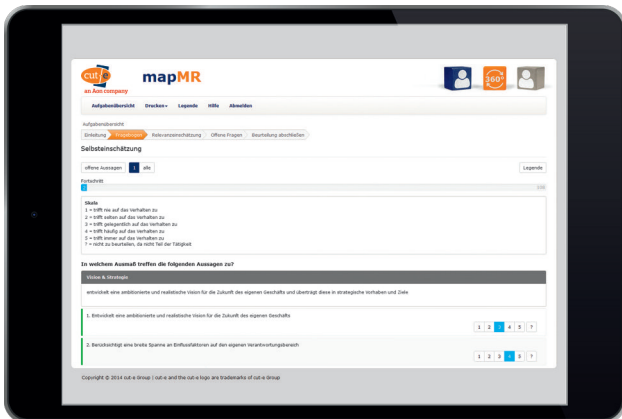 cut e
mapMR
360°
an Aon company
Aufgabenübersicht Drucken Legende Hilfe Abmelden
Aufgabenübersicht
Einleitung Fragebogen Relevanzeinschätzung Offene Fragen Beurteilung abschließen
Selbsteinschätzung
offene Aussagen 1 alle Legende
Fortschritt
Skala
1 = trifft nie auf das Verhalten zu
2 = trifft selten auf das Verhalten zu
3 = trifft gelegentlich auf das Verhalten zu
4 = trifft häufig auf das Verhalten zu
5 = trifft immer auf das Verhalten zu
? = nicht zu beurteilen, da nicht Teil der Tätigkeit
In welchem Ausmaß treffen die folgenden Aussagen zu?
Vision & Strategie
entwickelt eine ambitionierte und realistische Vision für die Zukunft des eigenen Geschäfts und überträgt diese in strategische Vorhaben und Ziele
1. Entwickelt eine ambitionierte und realistische Vision für die Zukunft des eigenen Geschäfts
1 2 3 4 5 ?
2. Berücksichtigt eine breite Spanne an Einflussfaktoren auf den eigenen Verantwortungsbereich
1 2 3 4 5 ?
Copyright © 2014 cut-e Group | cut-e and the cut-e logo are trademarks of cut-e Group